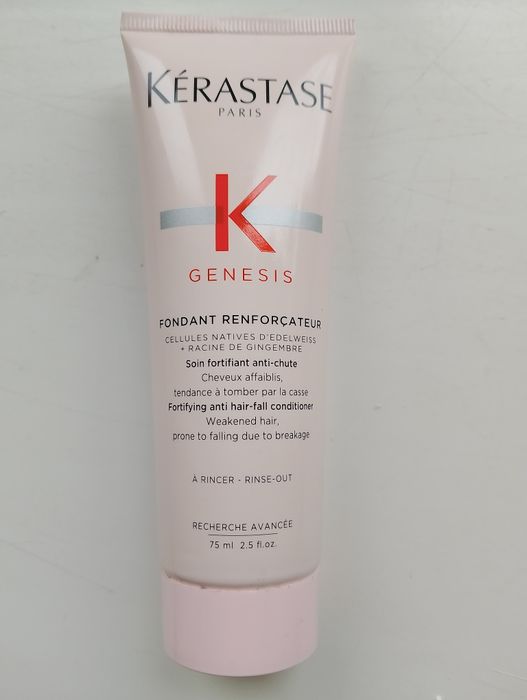 KÉRASTASE
PARIS
K
GENESIS
FONDANT RENFORÇATEUR
CELLULES NATIVES D'EDELWEISS
+ RACINE DE GINGEMBRE
Soin fortifiant anti-chute
Cheveux affaiblis,
tendance à tomber par la casse
Fortifying anti hair-fall conditioner
Weakened hair,
prone to falling due to breakage.
À RINCER - RINSE-OUT
RECHERCHE AVANCÉE
75 ml 2.5 fl.oz.